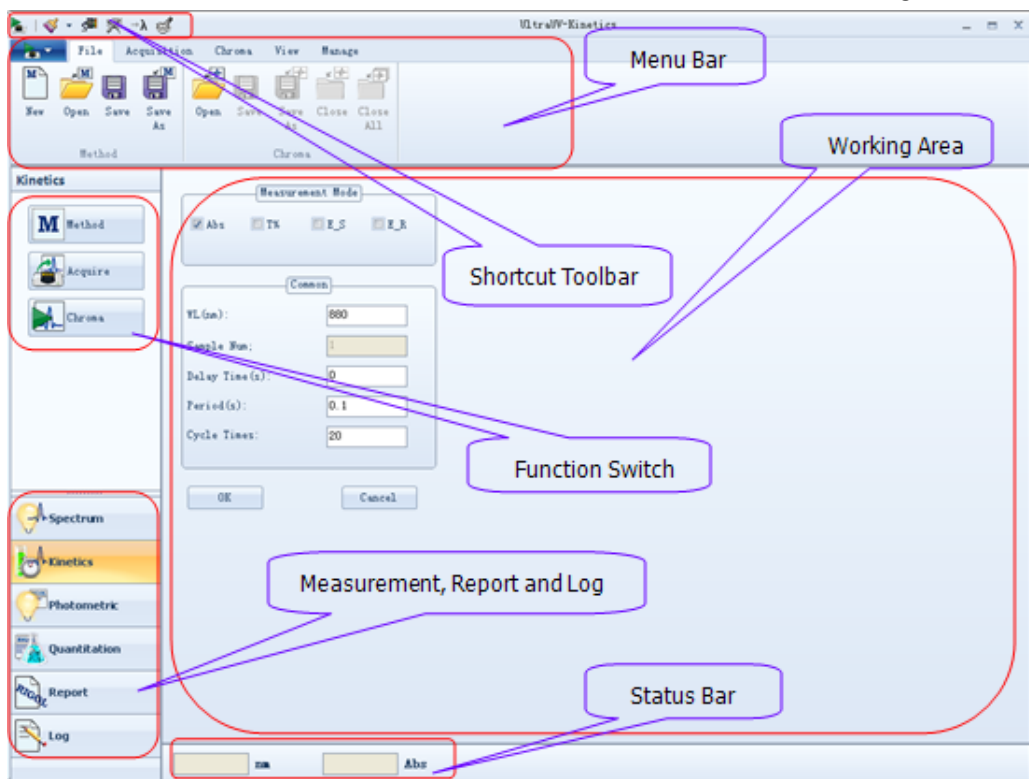 UltraUV-Kinetics
File Acquisition Chroma View Manage
Menu Bar
M M M
New Open Save Save As Open Save Save As Close Close All
Method Chroma
Working Area
Kinetics
Measurement Mode
M Method
Abs T% E_S E_R
Acquire
Shortcut Toolbar
Common
Chroma
WL(nm): 880
Sample Num: 1
Delay Time(s): 0
Period(s): 0.1
Cycle Times: 20
Function Switch
OK Cancel
Spectrum
Kinetics
Measurement, Report and Log
Photometric
Quantitation
RIGOL Report
Status Bar
Log
nm Abs